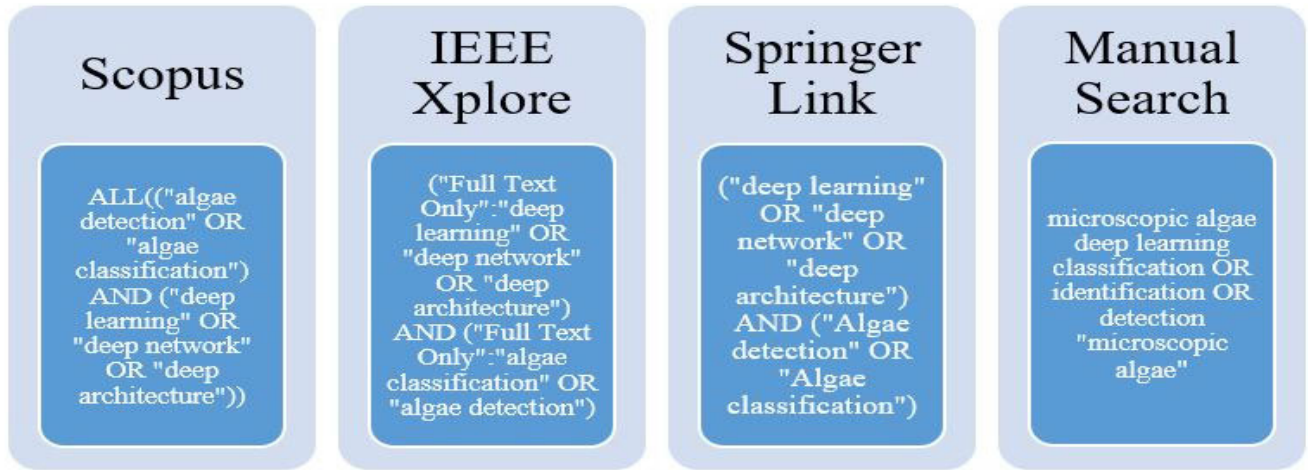 Scopus
ALL(("algae
detection" OR
"algae
classification")
AND ("deep
learning" OR
"deep network"
OR "deep
architecture"))
IEEE
Xplore
("Full Text
Only":"deep
learning" OR
"deep network"
OR "deep
architecture")
AND ("Full Text
Only":"algae
classification" OR
"algae detection")
Springer
Link
("deep learning"
OR "deep
network" OR
"deep
architecture")
AND ("Algae
detection" OR
"Algae
classification")
Manual
Search
microscopic algae
deep learning
classification OR
identification OR
detection
"microscopic
algae"